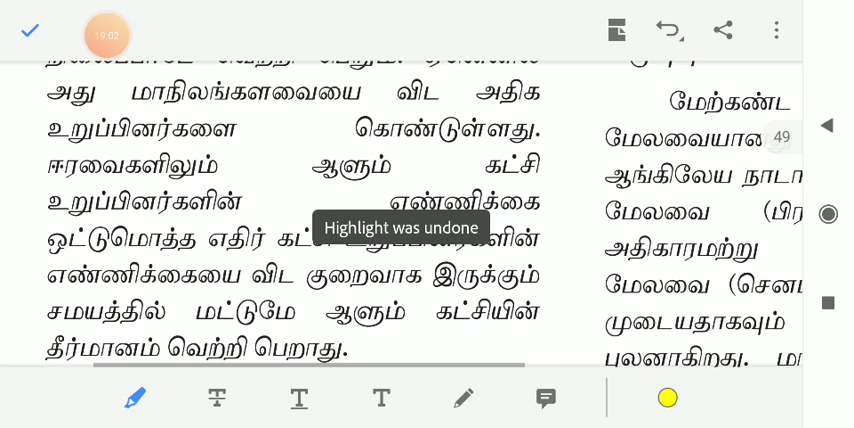 19:02
அது மாநிலங்களவையை விட அதிக
உறுப்பினர்களை கொண்டுள்ளது.
ஈரவைகளிலும் ஆளும் கட்சி
உறுப்பினர்களின் எண்ணிக்கை
ஒட்டுமொத்த எதிர்
எண்ணிக்கையை விட குறைவாக இருக்கும்
சமயத்தில் மட்டுமே ஆளும் கட்சியின்
தீர்மானம் வெற்றி பெறாது.
Highlight was undone
மேற்கண்ட
49
ஆங்கிலேய
மேலவை
அதிகாரமற்று
மேலவை
முடையதாகவும்
புலனாகிறது.